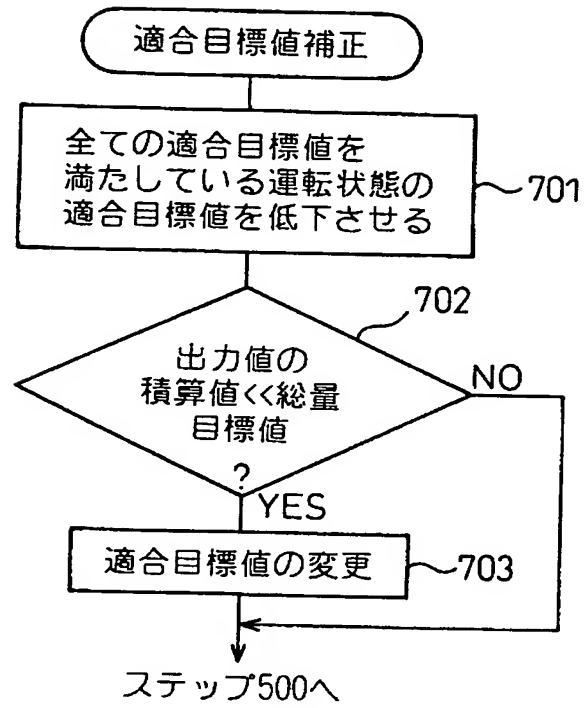 適合目標値補正
全ての適合目標値を
満たしている運転状態の
適合目標値を低下させる
701
702
出力値の
積算値<<総量
目標値
?
NO
YES
適合目標値の変更
703
ステップ500へ